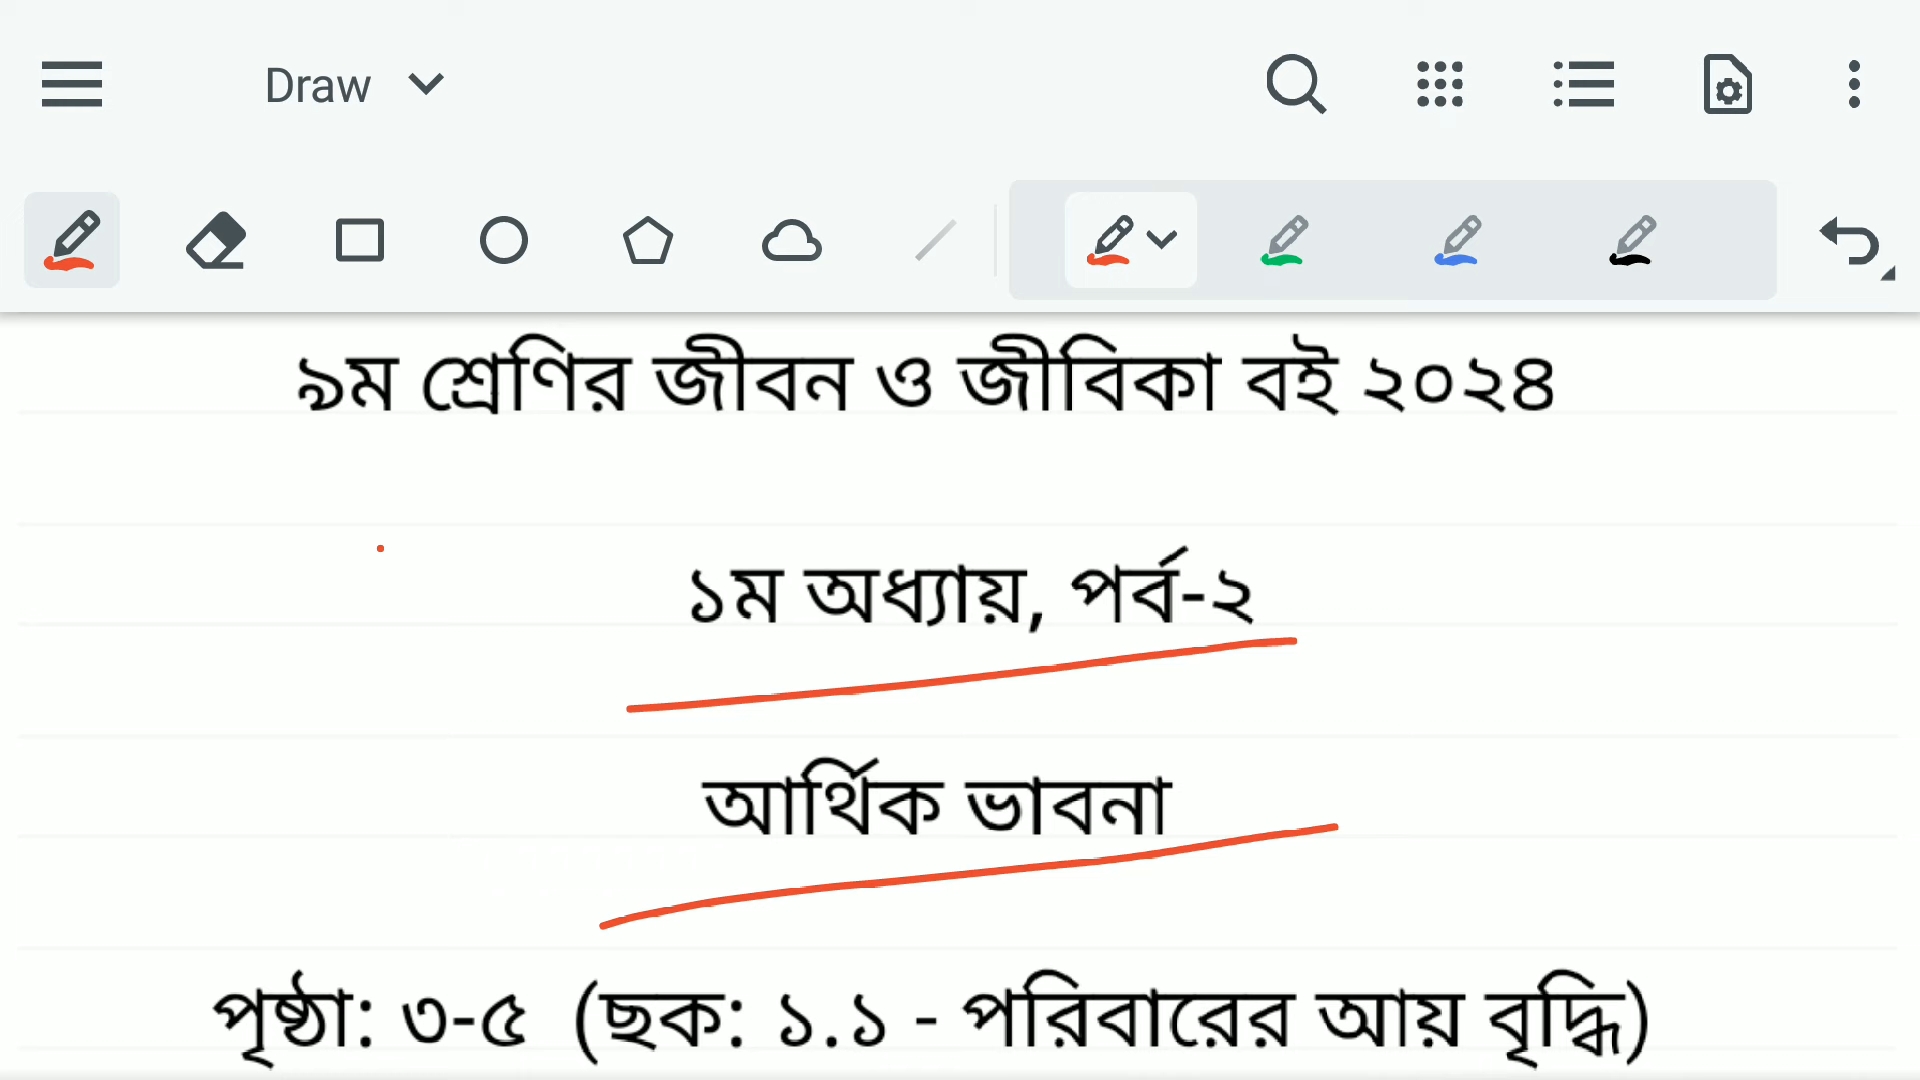 Draw
৯ম শ্রেণির জীবন ও জীবিকা বই ২০২৪
১ম অধ্যায়, পর্ব-২
আর্থিক ভাবনা
পৃষ্ঠা: ৩-৫ (ছক: ১.১ - পরিবারের আয় বৃদ্ধি)